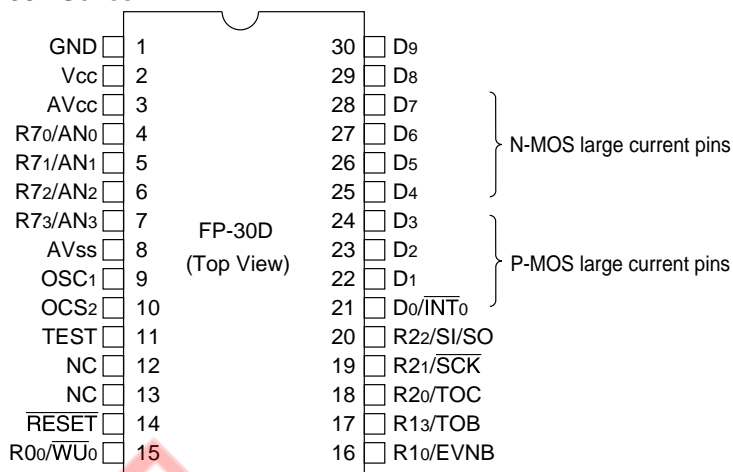 GND 1 30 D9
Vcc 2 29 D8
AVcc 3 28 D7
R70/AN0 4 27 D6
R71/AN1 5 26 D5
R72/AN2 6 25 D4
N-MOS large current pins
R73/AN3 7 24 D3
AVss 8 23 D2
OSC1 9 22 D1
OCS2 10 21 D0/INT0
P-MOS large current pins
FP-30D
(Top View)
TEST 11 20 R22/SI/SO
NC 12 19 R21/SCK
NC 13 18 R20/TOC
RESET 14 17 R13/TOB
R00/WU0 15 16 R10/EVNB